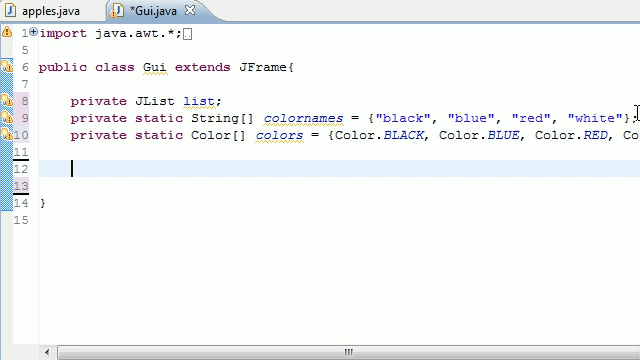 apples.java *Gui.java
1 import java.awt.*;
5
6 public class Gui extends JFrame{
7
8 private JList list;
9 private static String[] colornames = {"black", "blue", "red", "white"};
10 private static Color[] colors = {Color.BLACK, Color.BLUE, Color.RED, Co
11
12
13
14 }
15